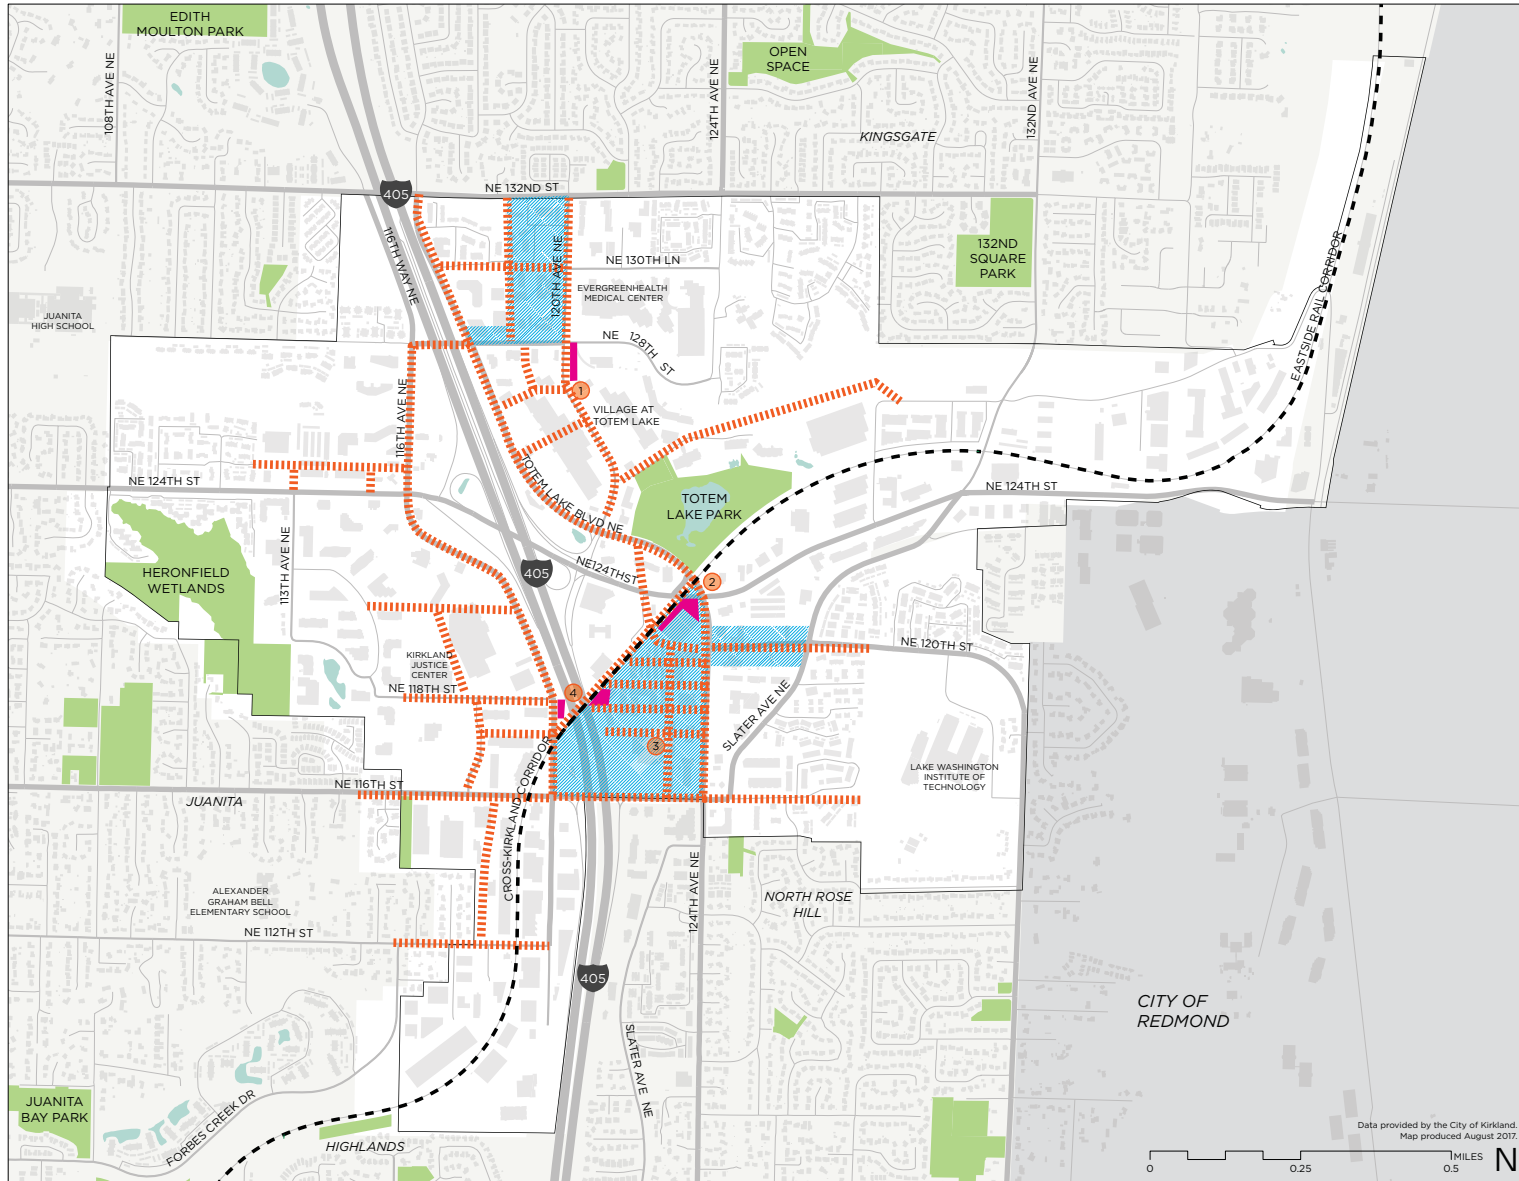 EDITH
MOULTON PARK
108TH AVE NE
OPEN
SPACE
124TH AVE NE
132ND AVE NE
KINGSGATE
405
NE 132ND ST
116TH WAY NE
120TH AVE NE
NE 130TH LN
EVERGREENHEALTH
MEDICAL CENTER
132ND
SQUARE
PARK
EASTSIDE RAIL CORRIDOR
JUANITA
HIGH SCHOOL
NE 128TH ST
116TH AVE NE
1
VILLAGE AT
TOTEM LAKE
NE 124TH ST
TOTEM LAKE BLVD NE
TOTEM
LAKE PARK
NE 124TH ST
113TH AVE NE
HERONFIELD
WETLANDS
405
NE124THST
2
KIRKLAND
JUSTICE
CENTER
NE 120TH ST
NE 118TH ST
4
SLATER AVE NE
3
CROSS-KIRKLAND CORRIDOR
LAKE WASHINGTON
INSTITUTE OF
TECHNOLOGY
NE 116TH ST
JUANITA
ALEXANDER
GRAHAM BELL
ELEMENTARY SCHOOL
124TH AVE NE
NORTH ROSE
HILL
NE 112TH ST
405
CITY OF
REDMOND
SLATER AVE NE
JUANITA
BAY PARK
FORBES CREEK DR
HIGHLANDS
Data provided by the City of Kirkland.
Map produced August 2017.
0
0.25
0.5
MILES
N